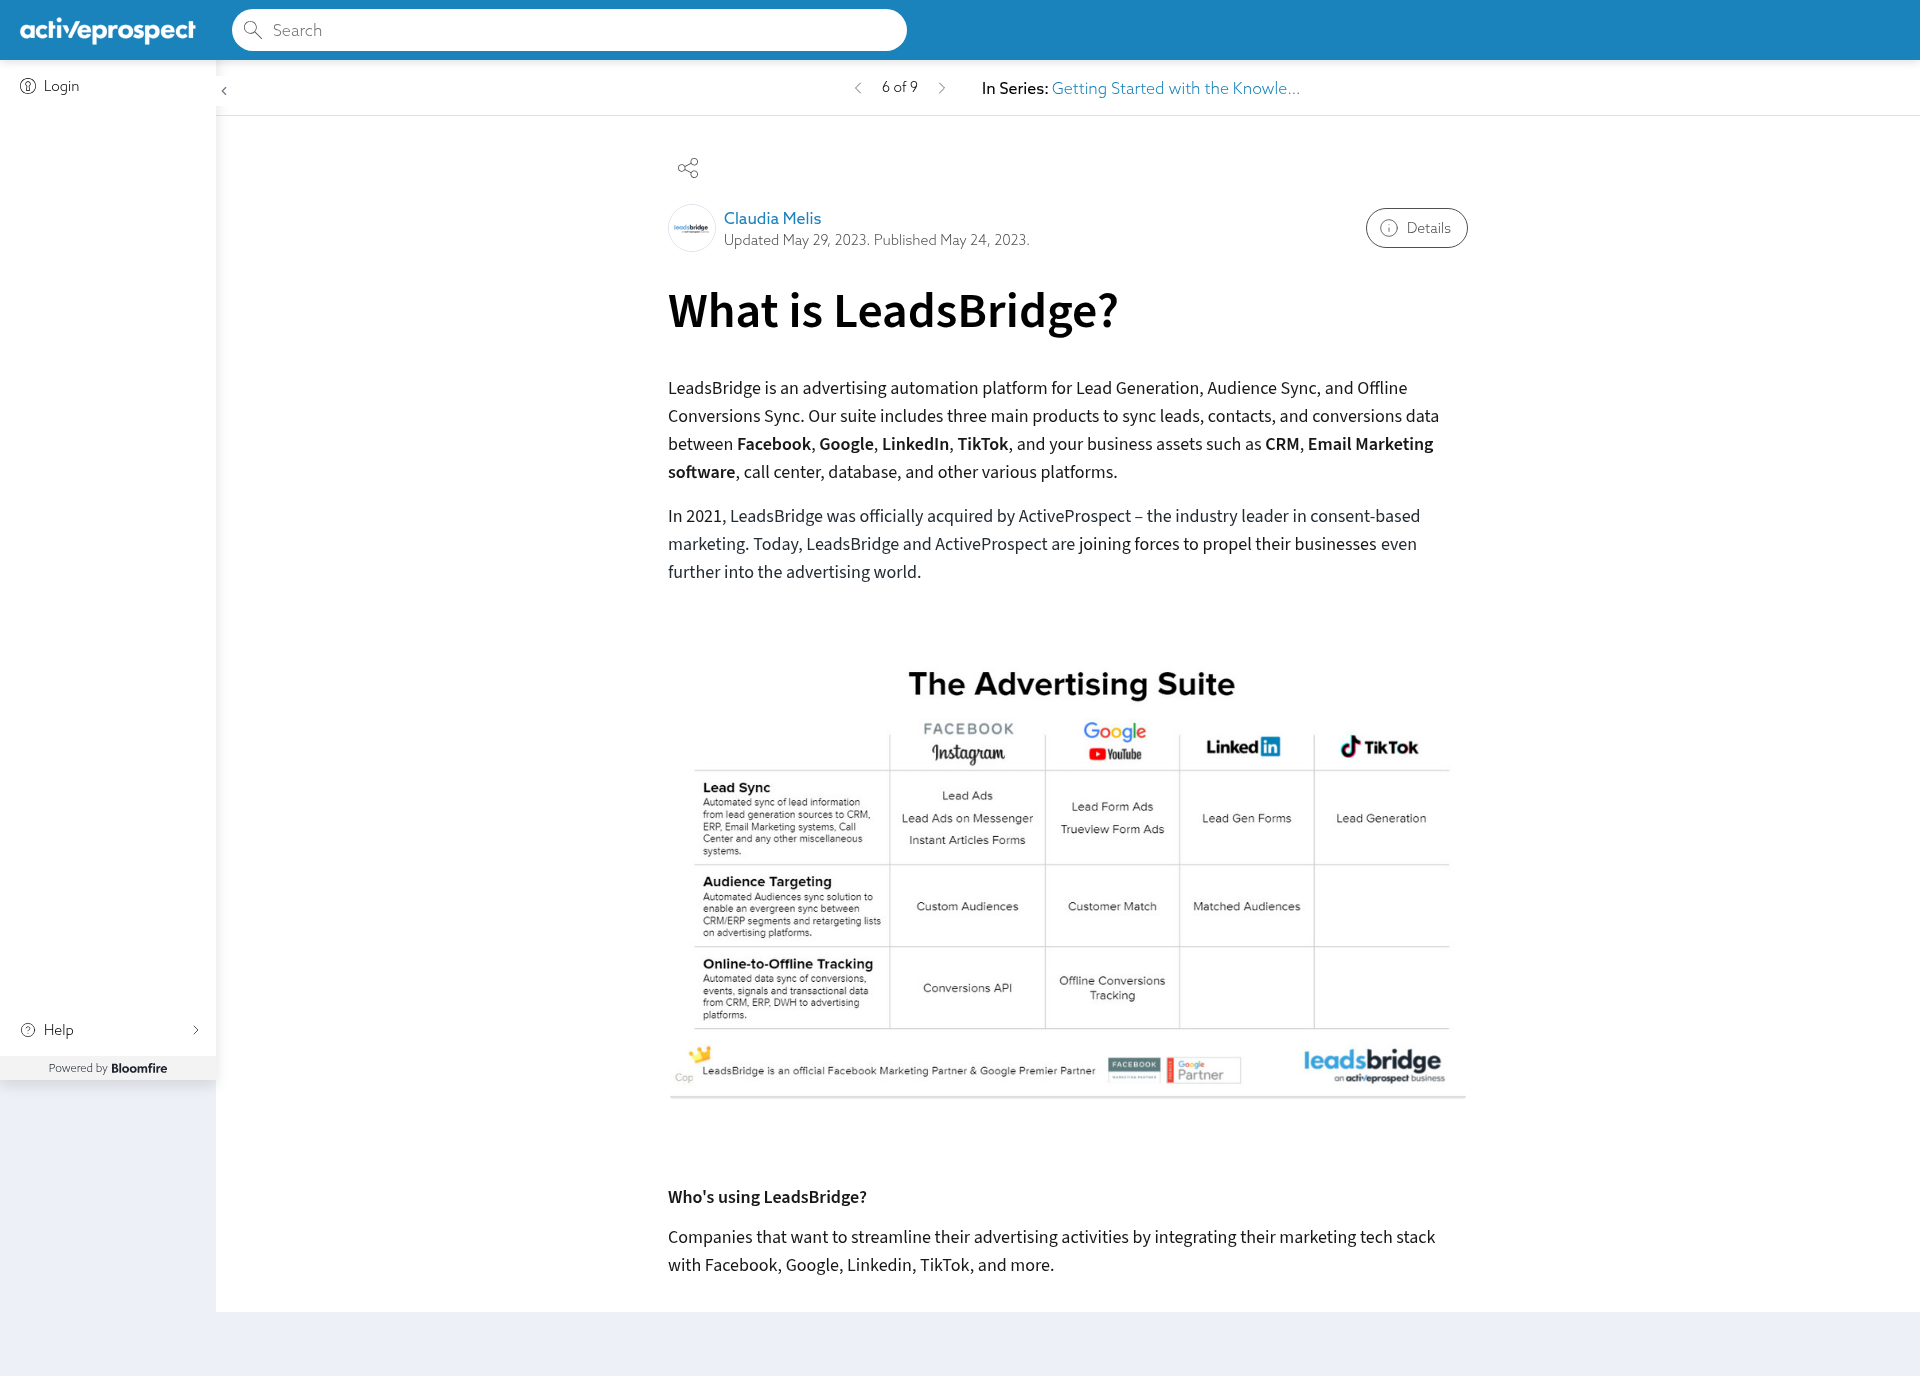 activeprospect
Search
Login
6 of 9
In Series: Getting Started with the Knowle...
leadsbridge
Claudia Melis
Updated May 29, 2023. Published May 24, 2023.
Details
What is LeadsBridge?
LeadsBridge is an advertising automation platform for Lead Generation, Audience Sync, and Offline
Conversions Sync. Our suite includes three main products to sync leads, contacts, and conversions data
between Facebook, Google, LinkedIn, TikTok, and your business assets such as CRM, Email Marketing
software, call center, database, and other various platforms.
In 2021, LeadsBridge was officially acquired by ActiveProspect – the industry leader in consent-based
marketing. Today, LeadsBridge and ActiveProspect are joining forces to propel their businesses even
further into the advertising world.
The Advertising Suite
FACEBOOK
Instagram
Google
YouTube
Linkedin
TikTok
Lead Sync
Automated sync of lead information
from lead generation sources to CRM,
ERP, Email Marketing systems, Call
Center and any other miscellaneous
systems.
Lead Ads
Lead Ads on Messenger
Instant Articles Forms
Lead Form Ads
Trueview Form Ads
Lead Gen Forms
Lead Generation
Audience Targeting
Automated Audiences sync solution to
enable an evergreen sync between
CRM/ERP segments and retargeting lists
on advertising platforms.
Custom Audiences
Customer Match
Matched Audiences
Online-to-Offline Tracking
Automated data sync of conversions,
events, signals and transactional data
from CRM, ERP, DWH to advertising
platforms.
Conversions API
Offline Conversions
Tracking
Cop
LeadsBridge is an official Facebook Marketing Partner & Google Premier Partner
FACEBOOK
MARKETING PARTNER
Google
Partner
leadsbridge
an activeprospect business
Who's using LeadsBridge?
Companies that want to streamline their advertising activities by integrating their marketing tech stack
with Facebook, Google, Linkedin, TikTok, and more.
Help
Powered by Bloomfire